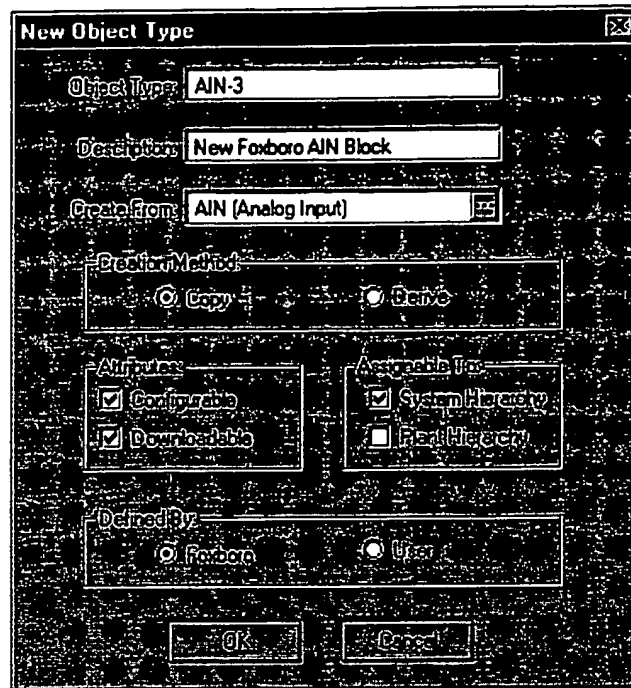 New Object Type
Object Type: AIN-3
Description: New Foxboro AIN Block
Create From: AIN (Analog Input)
Creation Method:
Copy Derive
Attributes: Assignable To:
Configurable System Hierarchy
Downloadable Plant Hierarchy
Defined By:
Foxboro User
OK Cancel